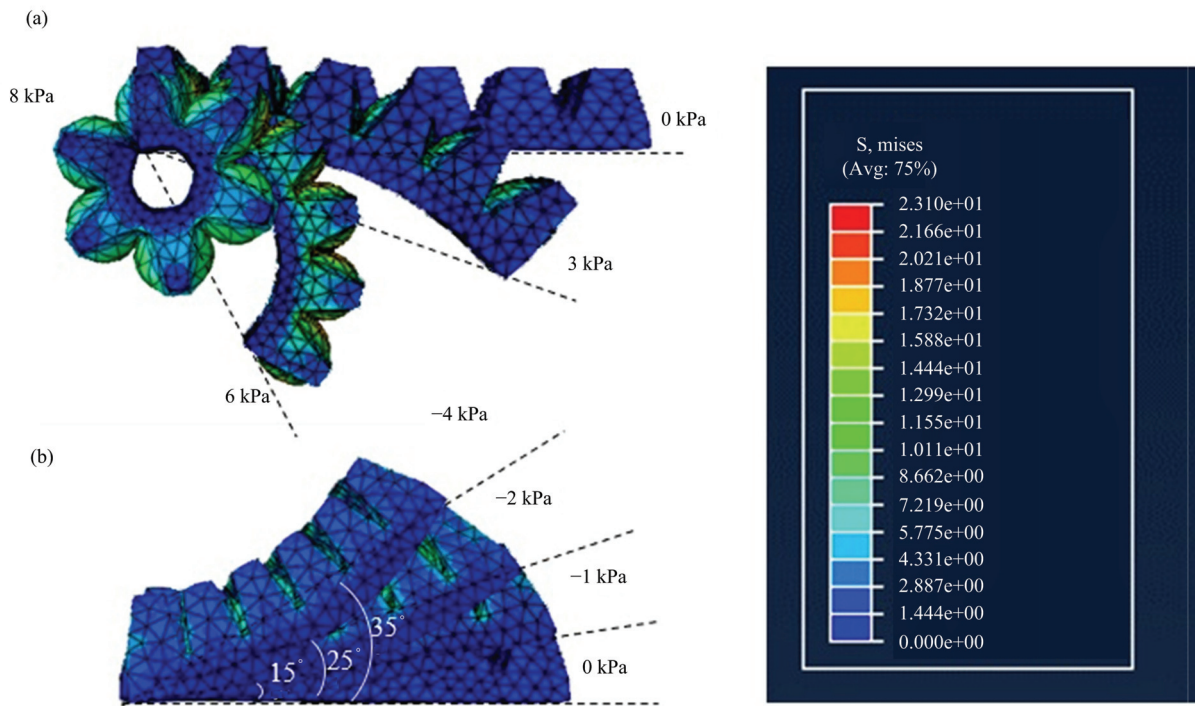 (a)
8 kPa
0 kPa
3 kPa
6 kPa
−4 kPa
(b)
−2 kPa
−1 kPa
0 kPa
35°
25°
15°
S, mises
(Avg: 75%)
2.310e+01
2.166e+01
2.021e+01
1.877e+01
1.732e+01
1.588e+01
1.444e+01
1.299e+01
1.155e+01
1.011e+01
8.662e+00
7.219e+00
5.775e+00
4.331e+00
2.887e+00
1.444e+00
0.000e+00